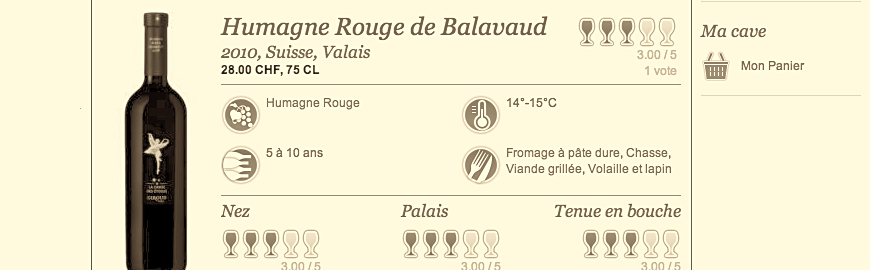 Humagne Rouge de Balavaud
2010, Suisse, Valais
28.00 CHF, 75 CL
3.00 / 5
1 vote
Ma cave
Mon Panier
Humagne Rouge
14°-15°C
5 à 10 ans
Fromage à pâte dure, Chasse,
Viande grillée, Volaille et lapin
Nez
Palais
Tenue en bouche
3.00 / 5
3.00 / 5
3.00 / 5